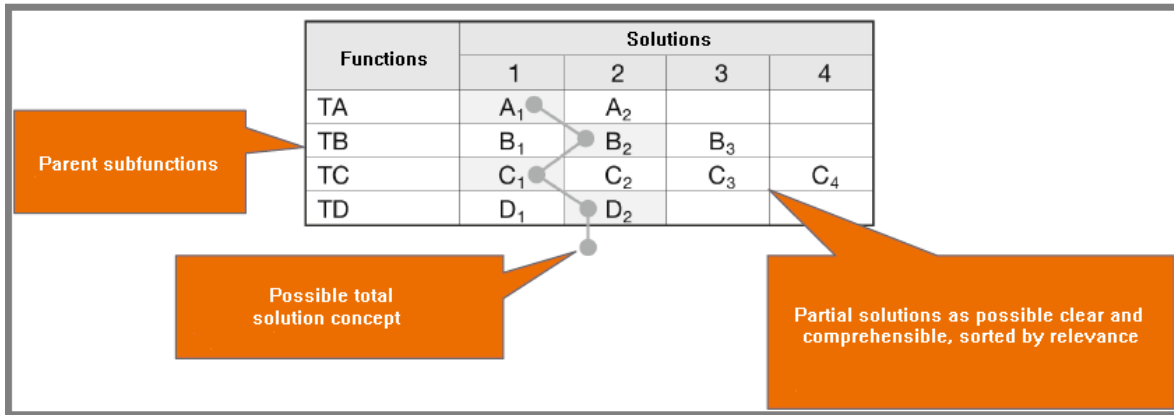 Functions
Solutions
1 2 3 4
TA A₁ A₂
TB B₁ B₂ B₃
TC C₁ C₂ C₃ C₄
TD D₁ D₂
Parent subfunctions
Possible total
solution concept
Partial solutions as possible clear and
comprehensible, sorted by relevance